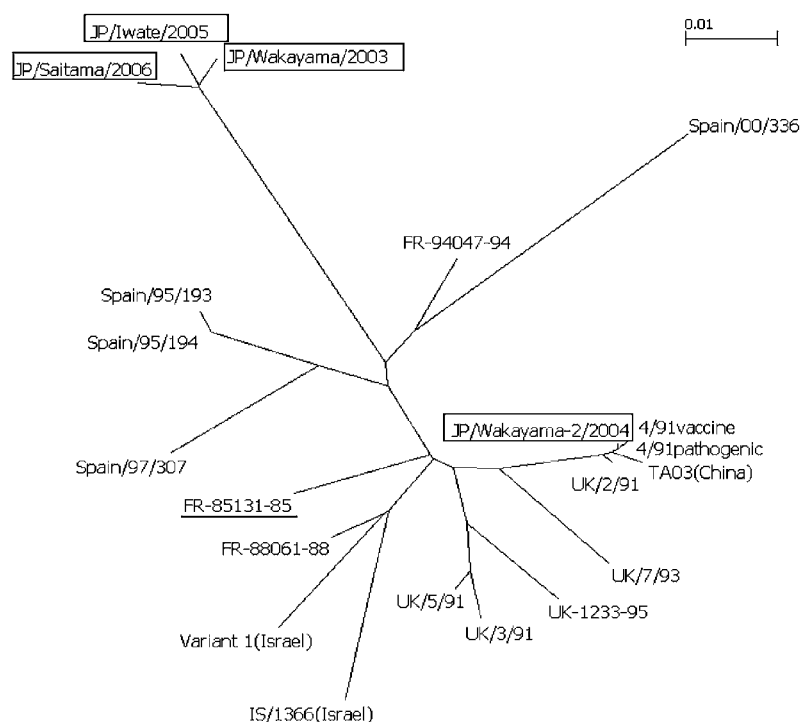 0.01
JP/Iwate/2005
JP/Wakayama/2003
JP/Saitama/2006
Spain/00/336
FR-94047-94
Spain/95/193
Spain/95/194
JP/Wakayama-2/2004
4/91vaccine
4/91pathogenic
TA03(China)
UK/2/91
Spain/97/307
FR-85131-85
FR-88061-88
UK/7/93
UK/5/91
UK-1233-95
UK/3/91
Variant 1(Israel)
IS/1366(Israel)